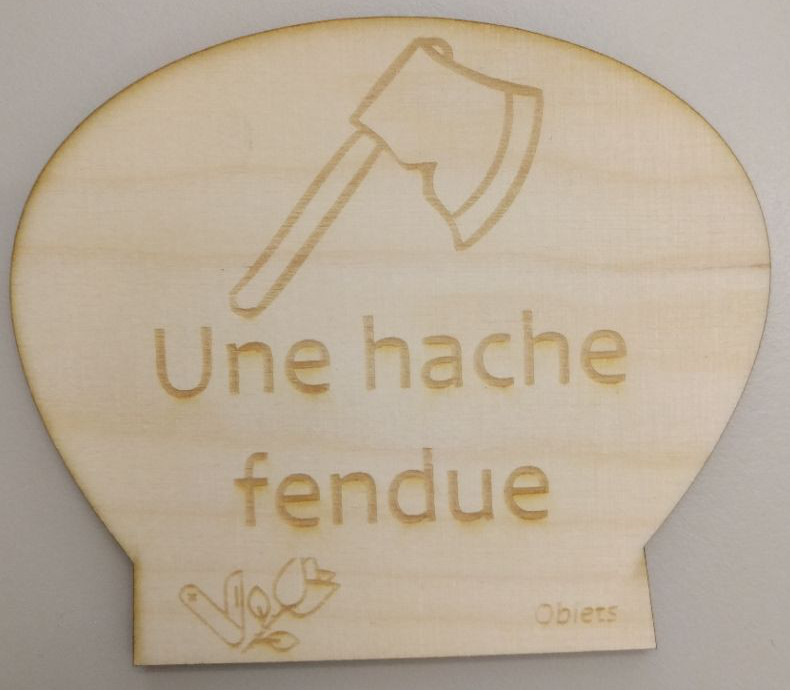 Une hache
fendue
Objets